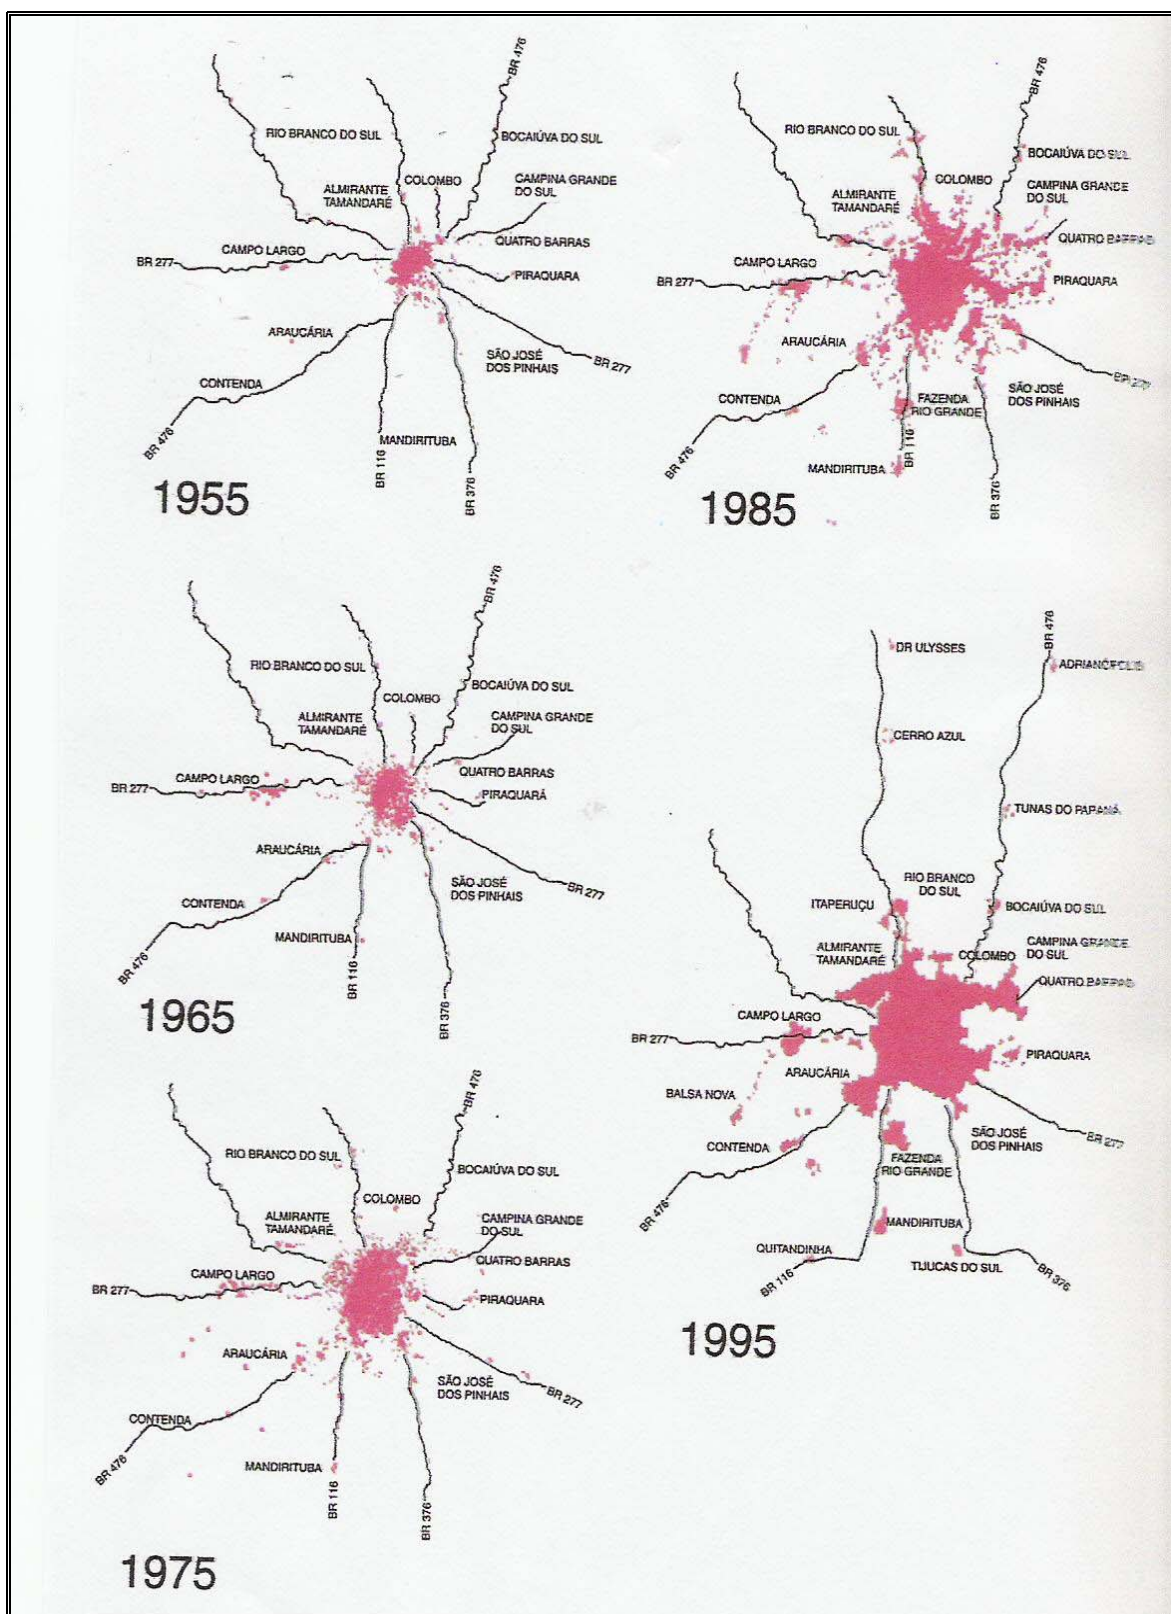 BR 476
RIO BRANCO DO SUL
BOCAIÚVA DO SUL
COLOMBO
CAMPINA GRANDE
DO SUL
ALMIRANTE
TAMANDARÉ
QUATRO BARRAS
CAMPO LARGO
BR 277
PIRAQUARA
ARAUCÁRIA
SÃO JOSÉ
DOS PINHAIS
BR 277
CONTENDA
MANDIRITUBA
BR 476
BR 116
BR 376
1955
BR 476
RIO BRANCO DO SUL
BOCAIÚVA DO SUL
COLOMBO
CAMPINA GRANDE
DO SUL
ALMIRANTE
TAMANDARÉ
QUATRO BARRAS
CAMPO LARGO
BR 277
PIRAQUARA
ARAUCÁRIA
BR 277
SÃO JOSÉ
DOS PINHAIS
CONTENDA
FAZENDA
RIO GRANDE
BR 476
BR 116
MANDIRITUBA
BR 376
1985
BR 476
RIO BRANCO DO SUL
BOCAIÚVA DO SUL
COLOMBO
ALMIRANTE
TAMANDARÉ
CAMPINA GRANDE
DO SUL
QUATRO BARRAS
CAMPO LARGO
BR 277
PIRAQUARÁ
ARAUCÁRIA
SÃO JOSÉ
DOS PINHAIS
BR 277
CONTENDA
MANDIRITUBA
BR 476
BR 116
BR 376
1965
BR 476
DR ULYSSES
ADRIANÓPOLIS
CERRO AZUL
TUNAS DO PARANÁ
RIO BRANCO
DO SUL
ITAPERUÇU
BOCAIÚVA DO SUL
ALMIRANTE
TAMANDARÉ
COLOMBO
CAMPINA GRANDE
DO SUL
QUATRO BARRAS
CAMPO LARGO
BR 277
PIRAQUARA
ARAUCÁRIA
BALSA NOVA
SÃO JOSÉ
DOS PINHAIS
BR 277
CONTENDA
FAZENDA
RIO GRANDE
BR 476
MANDIRITUBA
QUITANDINHA
TIJUCAS DO SUL
BR 116
BR 376
1995
BR 476
RIO BRANCO DO SUL
BOCAIÚVA DO SUL
COLOMBO
ALMIRANTE
TAMANDARÉ
CAMPINA GRANDE
DO SUL
QUATRO BARRAS
CAMPO LARGO
BR 277
PIRAQUARA
ARAUCÁRIA
SÃO JOSÉ
DOS PINHAIS
BR 277
CONTENDA
MANDIRITUBA
BR 476
BR 116
BR 376
1975